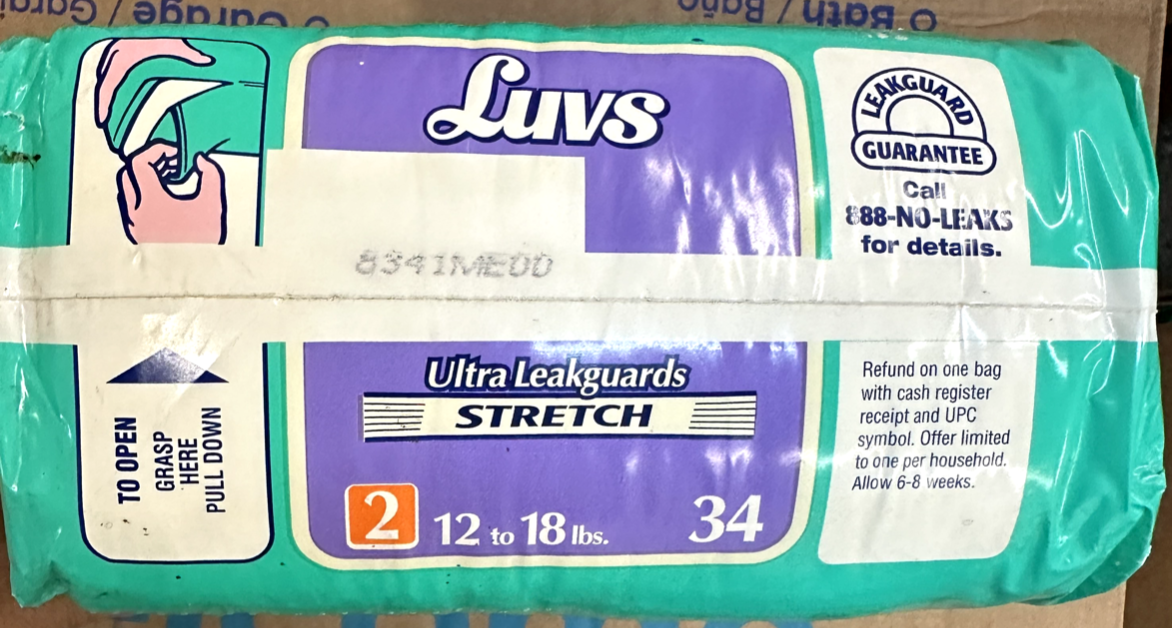 Bath / Baño
Luvs
8341ME00
Ultra Leakguards
STRETCH
2
12 to 18 lbs.
34
TO OPEN
GRASP
HERE
PULL DOWN
LEAKGUARD
GUARANTEE
Call
888-NO-LEAKS
for details.
Refund on one bag
with cash register
receipt and UPC
symbol. Offer limited
to one per household.
Allow 6-8 weeks.